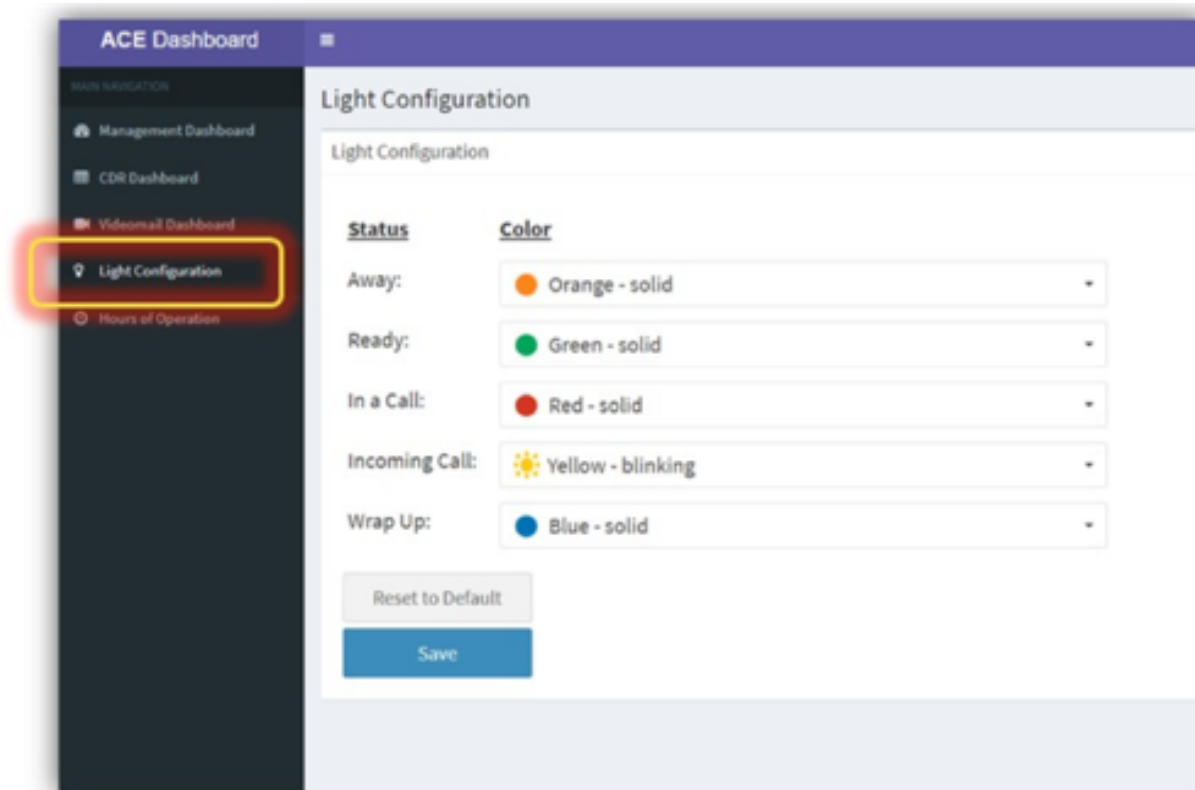 ACE Dashboard
MAIN NAVIGATION
Management Dashboard
CDR Dashboard
Videomail Dashboard
Light Configuration
Hours of Operation
Light Configuration
Light Configuration
Status Color
Away: Orange - solid
Ready: Green - solid
In a Call: Red - solid
Incoming Call: Yellow - blinking
Wrap Up: Blue - solid
Reset to Default
Save